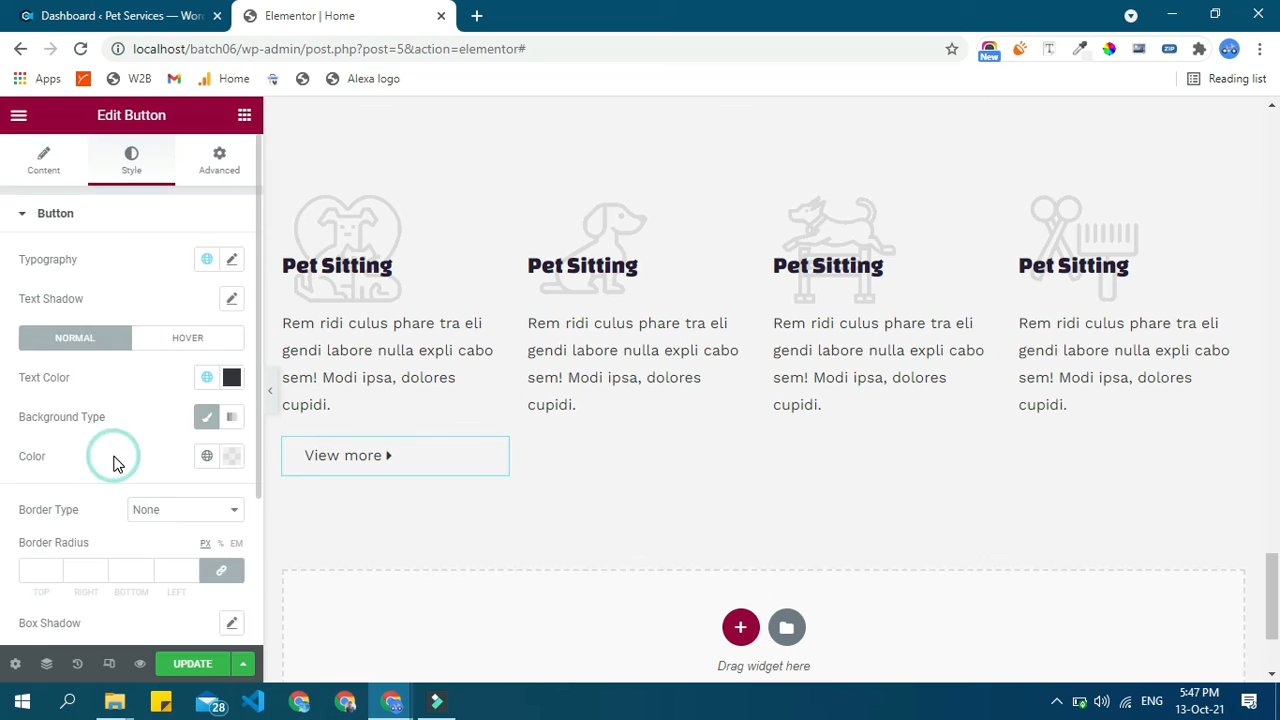 Dashboard ‹ Pet Services — Wor
Elementor | Home
localhost/batch06/wp-admin/post.php?post=5&action=elementor#
New
ZIP
Apps
W2B
Home
Alexa logo
Reading list
Edit Button
Content
Style
Advanced
Button
Typography
Text Shadow
NORMAL
HOVER
Text Color
Background Type
Color
Border Type
None
Border Radius
PX % EM
TOP RIGHT BOTTOM LEFT
Box Shadow
UPDATE
Pet Sitting
Rem ridi culus phare tra eli
gendi labore nulla expli cabo
sem! Modi ipsa, dolores
cupidi.
View more
Pet Sitting
Rem ridi culus phare tra eli
gendi labore nulla expli cabo
sem! Modi ipsa, dolores
cupidi.
Pet Sitting
Rem ridi culus phare tra eli
gendi labore nulla expli cabo
sem! Modi ipsa, dolores
cupidi.
Pet Sitting
Rem ridi culus phare tra eli
gendi labore nulla expli cabo
sem! Modi ipsa, dolores
cupidi.
Drag widget here
28
ENG
5:47 PM
13-Oct-21